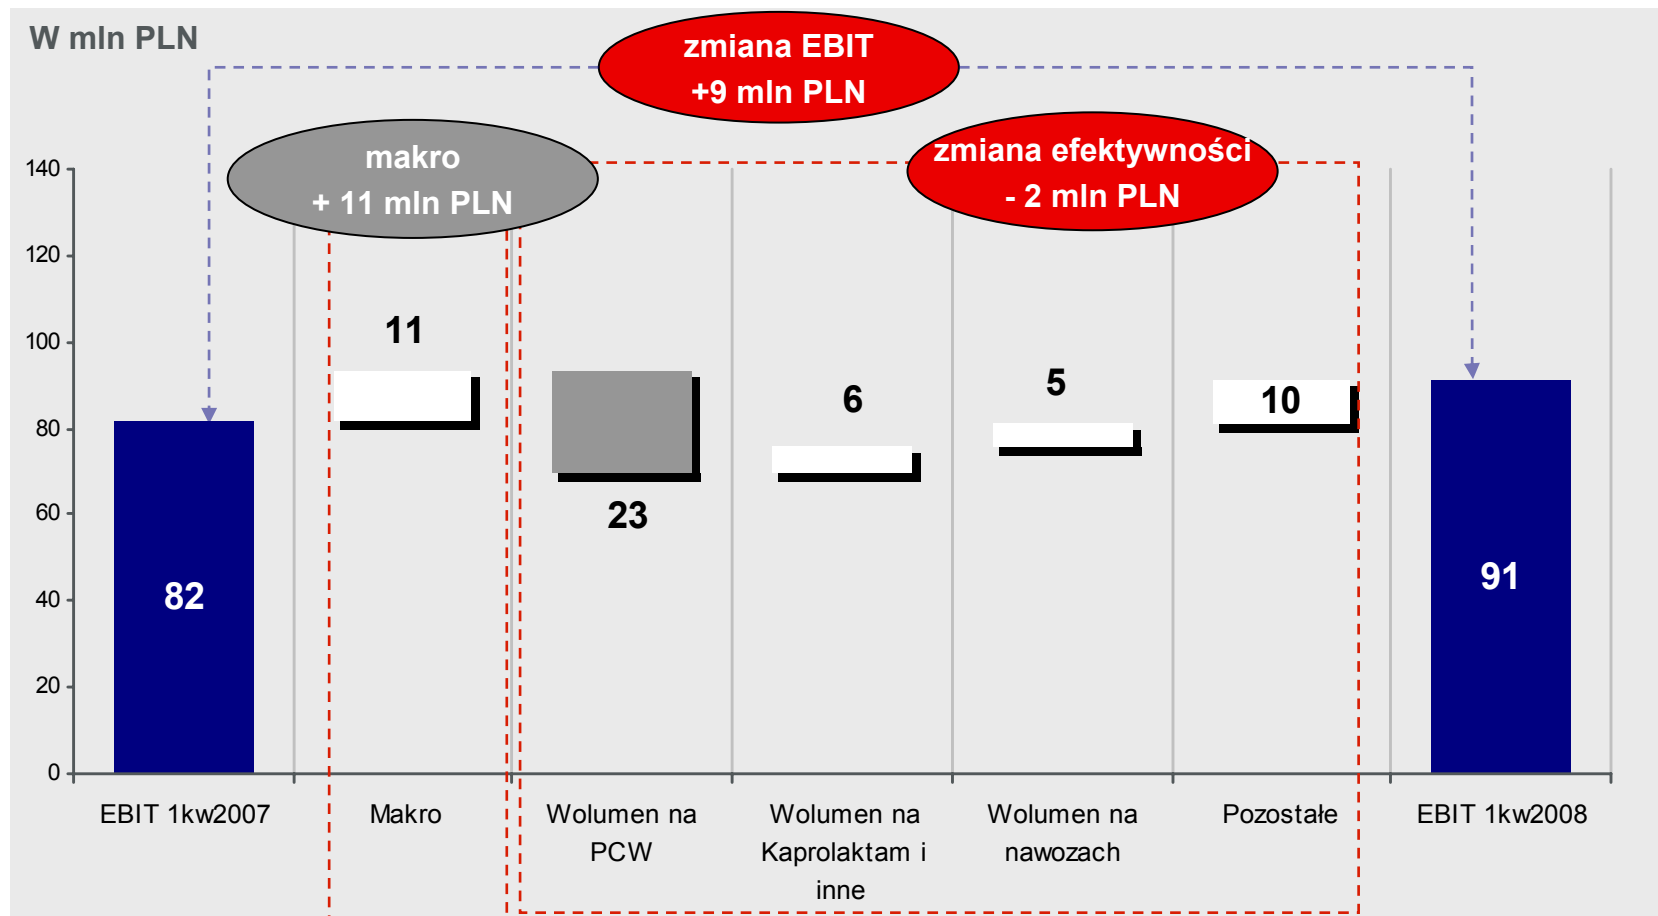 W mln PLN
zmiana EBIT
+9 mln PLN
makro
+ 11 mln PLN
zmiana efektywności
- 2 mln PLN
140
120
100
80
60
40
20
0
82
11
23
6
5
10
91
EBIT 1kw2007
Makro
Wolumen na
PCW
Wolumen na
Kaprolaktam i
inne
Wolumen na
nawozach
Pozostałe
EBIT 1kw2008